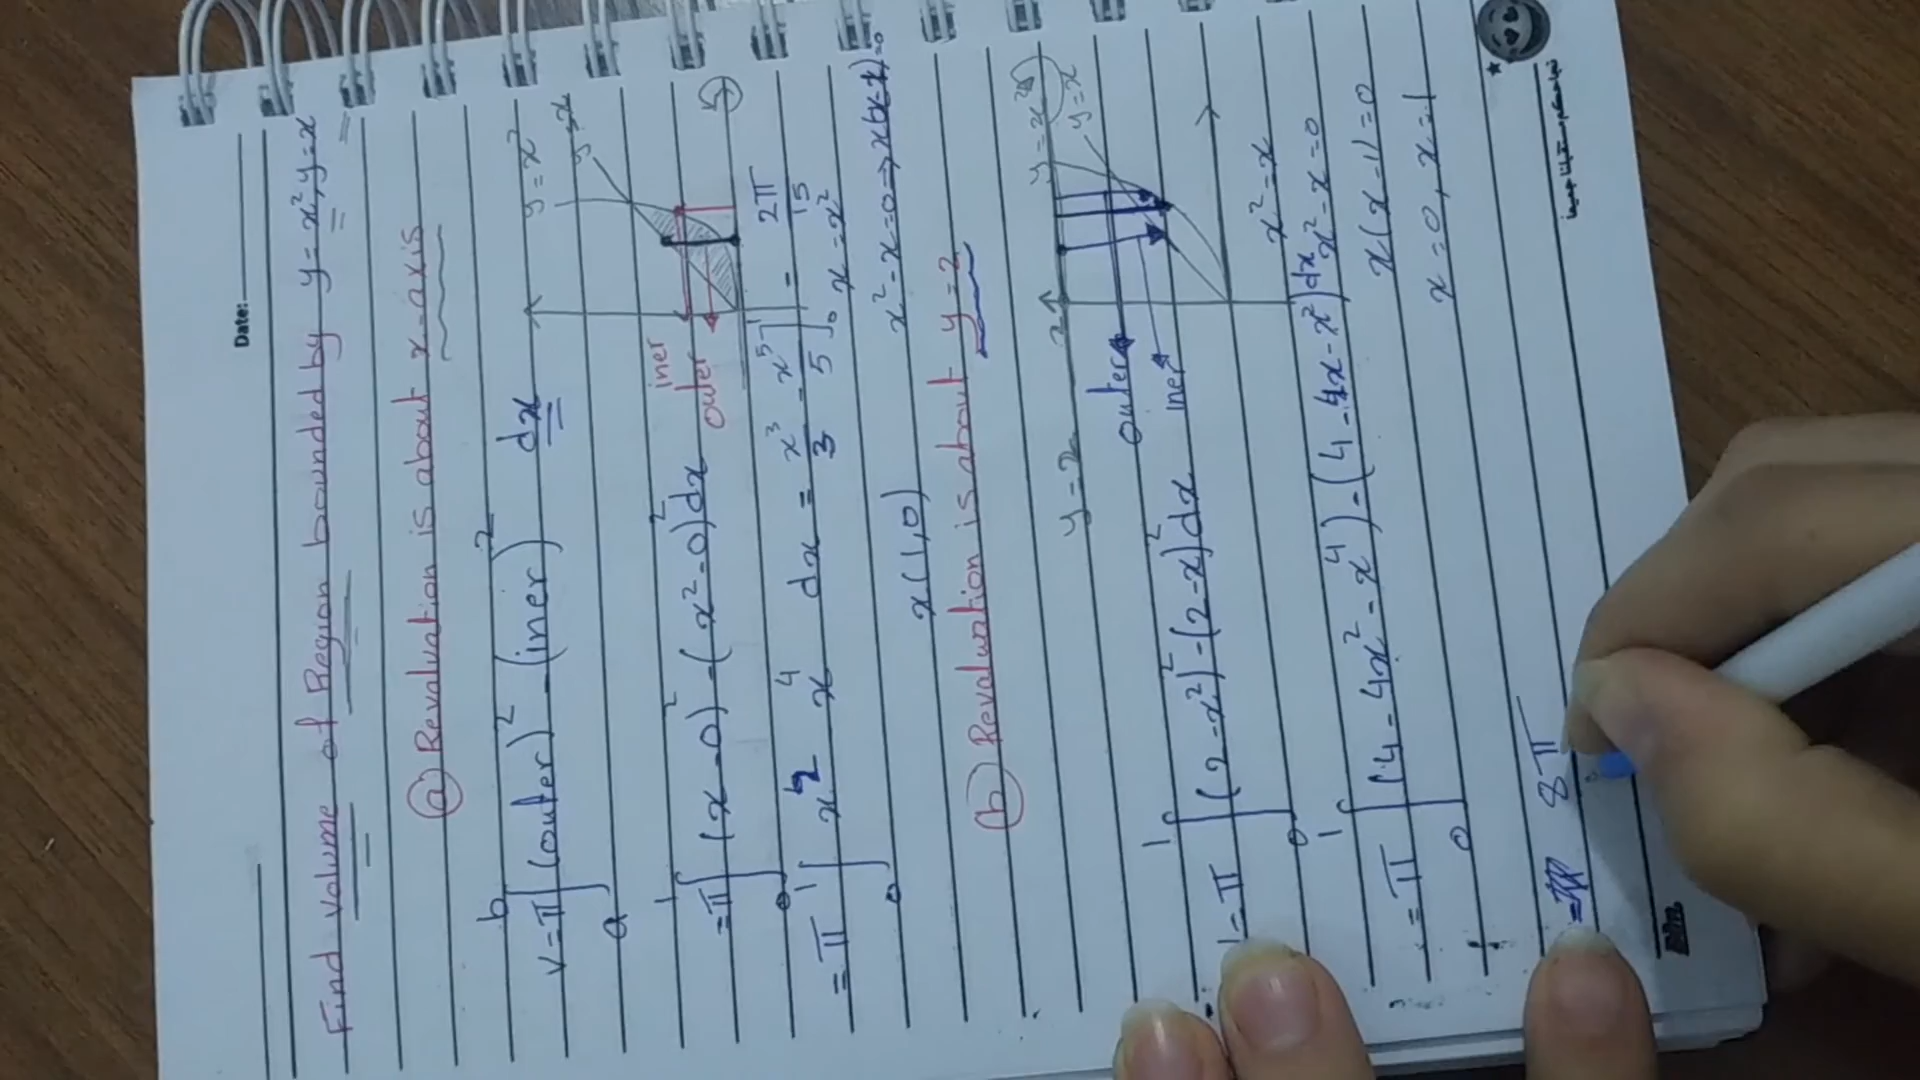 Date:
Find volume of Region bounded by y=x², y=x
ⓐ Revaluation is about x-axis
V=π∫ₐᵇ (outer)² - (iner)² dx
y=x²
y=x
iner
outer
=π∫₀¹ (x-0)² - (x²-0)² dx
=π∫₀¹ x² x⁴ dx = x³/3 - x⁵/5 ]₀¹ = 2π/15
x=x²
x²-x=0 → x(x-1)=0
x(1,0)
ⓑ Revaluation is about y=2
y=2
2
y=x²
y=x
outer
iner
=π∫₀¹ (2-x²)² - (2-x)² dx
x²=x
=π∫₀¹ (4-4x²-x⁴) - (4-4x-x²) dx
x²-x=0
x(x-1)=0
x=0, x=1
= 8π